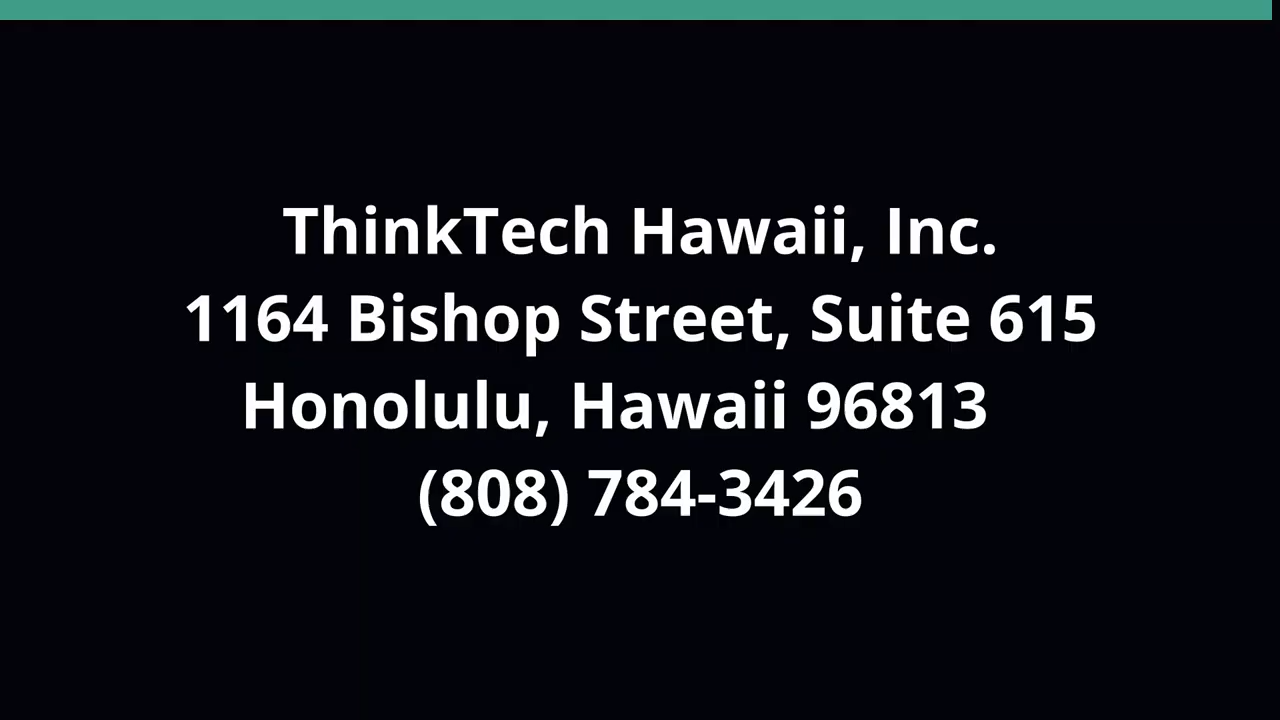 ThinkTech Hawaii, Inc.
1164 Bishop Street, Suite 615
Honolulu, Hawaii 96813
(808) 784-3426